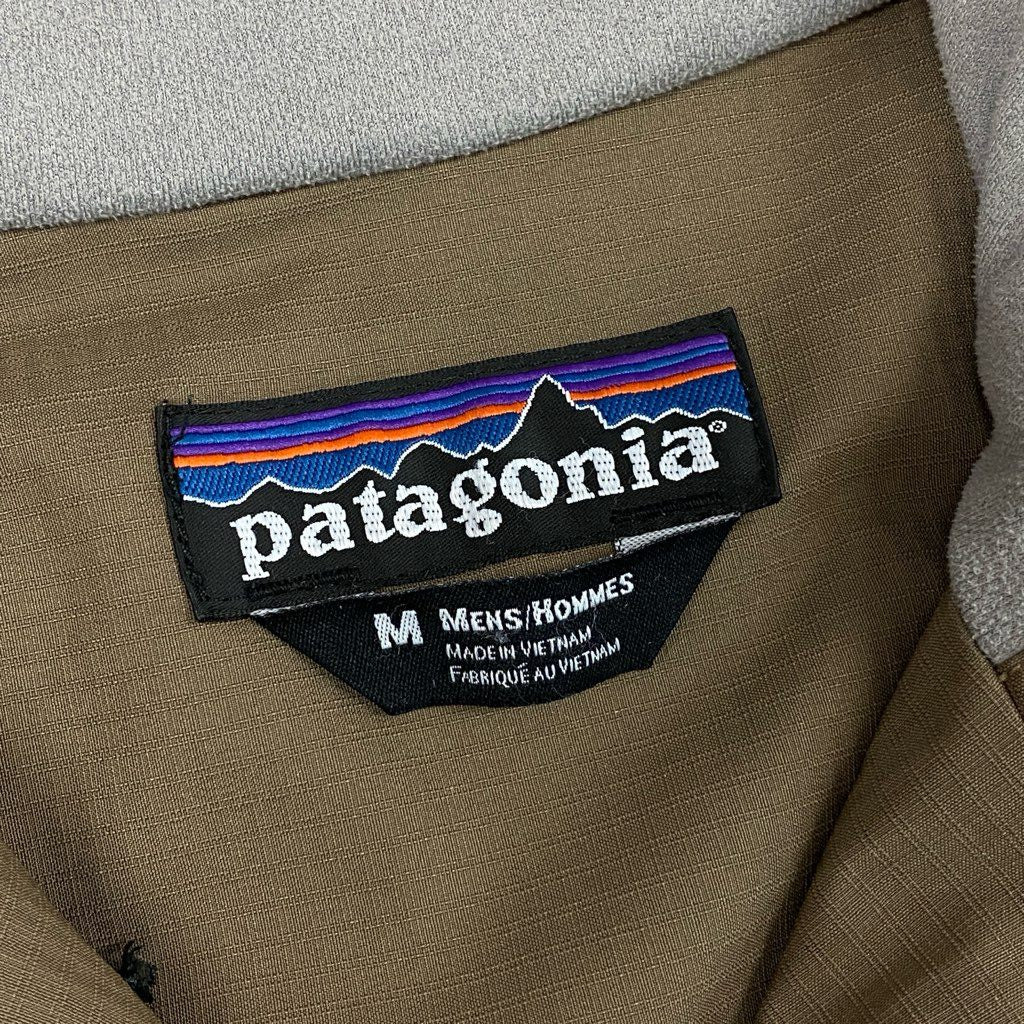 patagonia®
M MENS/HOMMES
MADE IN VIETNAM
FABRIQUÉ AU VIETNAM